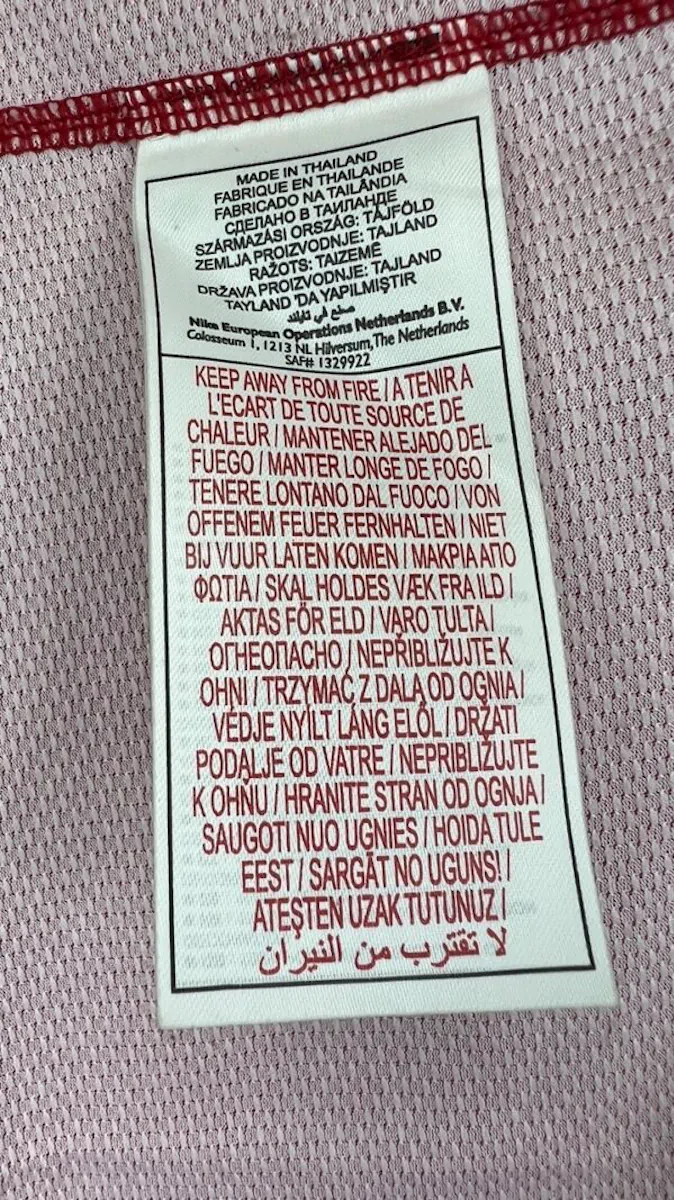 MADE IN THAILAND
FABRIQUE EN THAILANDE
FABRICADO NA TAILÂNDIA
СДЕЛАНО В ТАИЛАНДЕ
SZÁRMAZÁSI ORSZÁG: TÁJFÖLD
ZEMLJA PROIZVODNJE: TAJLAND
RAŽOTS: TAIZEMĒ
DRŽAVA PROIZVODNJE: TAJLAND
TAYLAND 'DA YAPILMIŞTIR
صنع في تايلند
Nike European Operations Netherlands B.V.
Colosseum 1, 1213 NL Hilversum, The Netherlands
SAF# 1329922
KEEP AWAY FROM FIRE / A TENIR A
L'ECART DE TOUTE SOURCE DE
CHALEUR / MANTENER ALEJADO DEL
FUEGO / MANTER LONGE DE FOGO /
TENERE LONTANO DAL FUOCO / VON
OFFENEM FEUER FERNHALTEN / NIET
BIJ VUUR LATEN KOMEN / ΜΑΚΡΙΑ ΑΠΟ
ΦΩΤΙΑ / SKAL HOLDES VÆK FRA ILD /
AKTAS FÖR ELD / VARO TULTA /
ОГНЕОПАСНО / NEPŘIBLIŽUJTE K
OHNI / TRZYMAĆ Z DALA OD OGNIA /
VÉDJE NYÍLT LÁNG ELŐL / DRŽATI
PODALJE OD VATRE / NEPRIBLIŽUJTE
K OHŇU / HRANITE STRAN OD OGNJA /
SAUGOTI NUO UGNIES / HOIDA TULE
EEST / SARGĀT NO UGUNS! /
ATEŞTEN UZAK TUTUNUZ /
لا تقترب من النيران